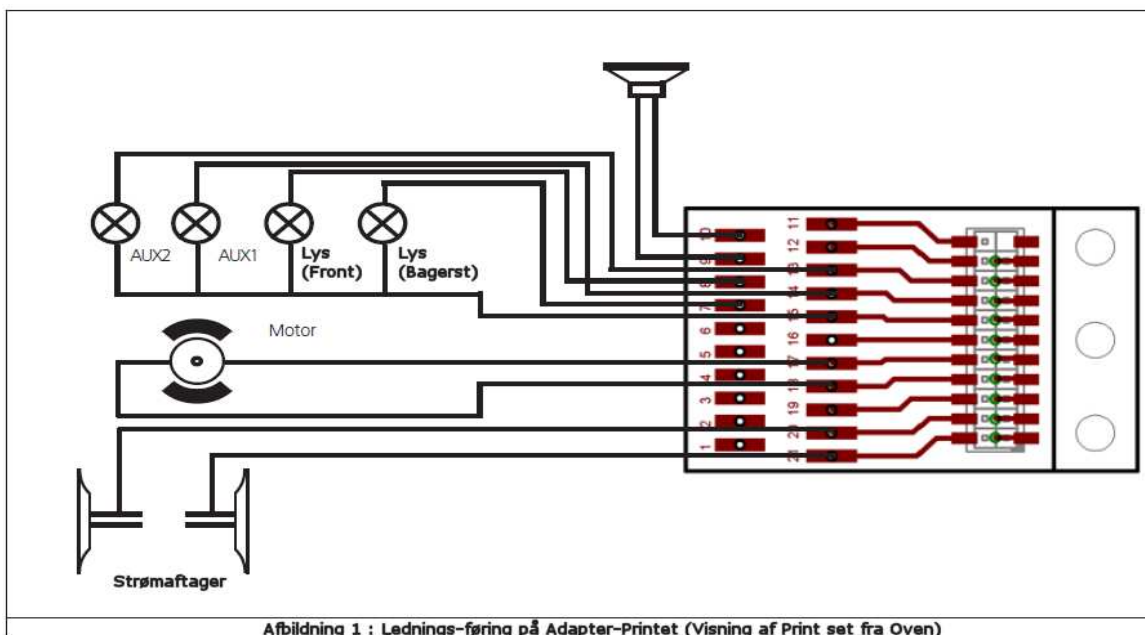 AUX2
AUX1
Lys
(Front)
Lys
(Bagerst)
Motor
Strømaftager
10
9
8
7
6
5
4
3
2
1
11
12
13
14
15
16
17
18
19
20
21
Afbildning 1 : Lednings-føring på Adapter-Printet (Visning af Print set fra Oven)